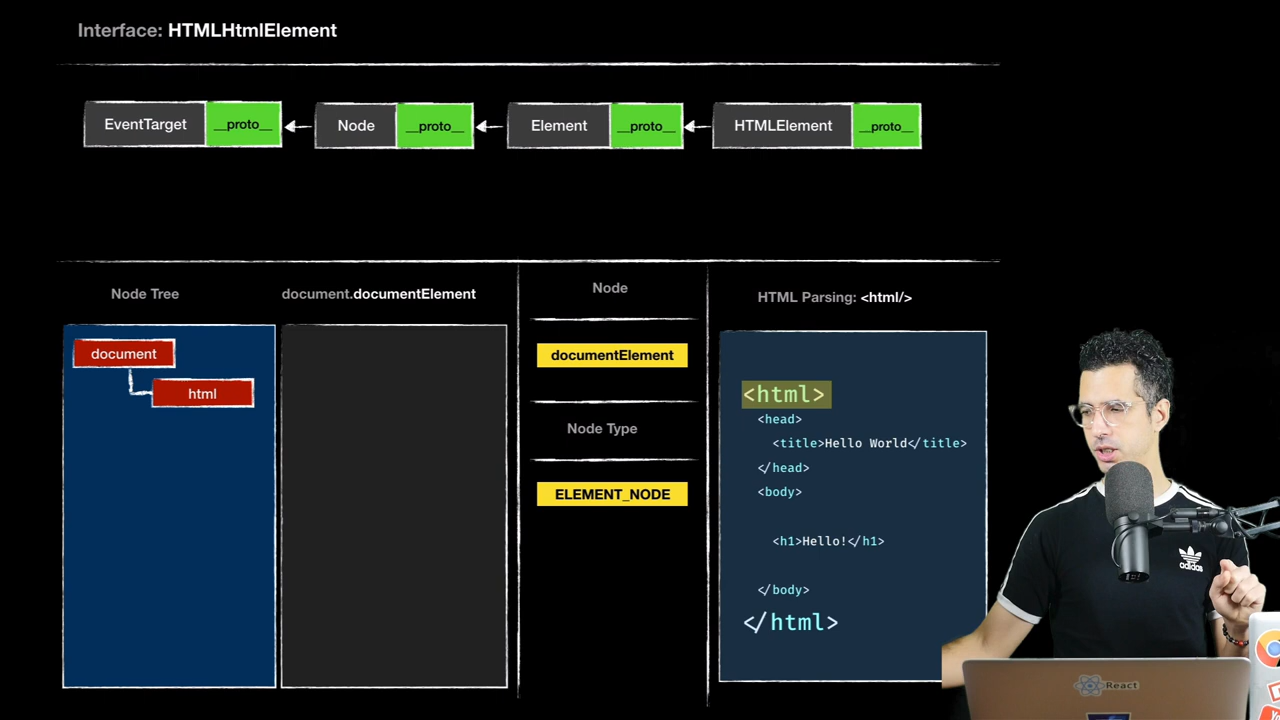 Interface: HTMLHtmlElement
EventTarget __proto__ Node __proto__ Element __proto__ HTMLElement __proto__
Node Tree
document
html
document.documentElement
Node
documentElement
Node Type
ELEMENT_NODE
HTML Parsing: <html/>
<html>
<head>
<title>Hello World</title>
</head>
<body>
<h1>Hello!</h1>
</body>
</html>
adidas
React